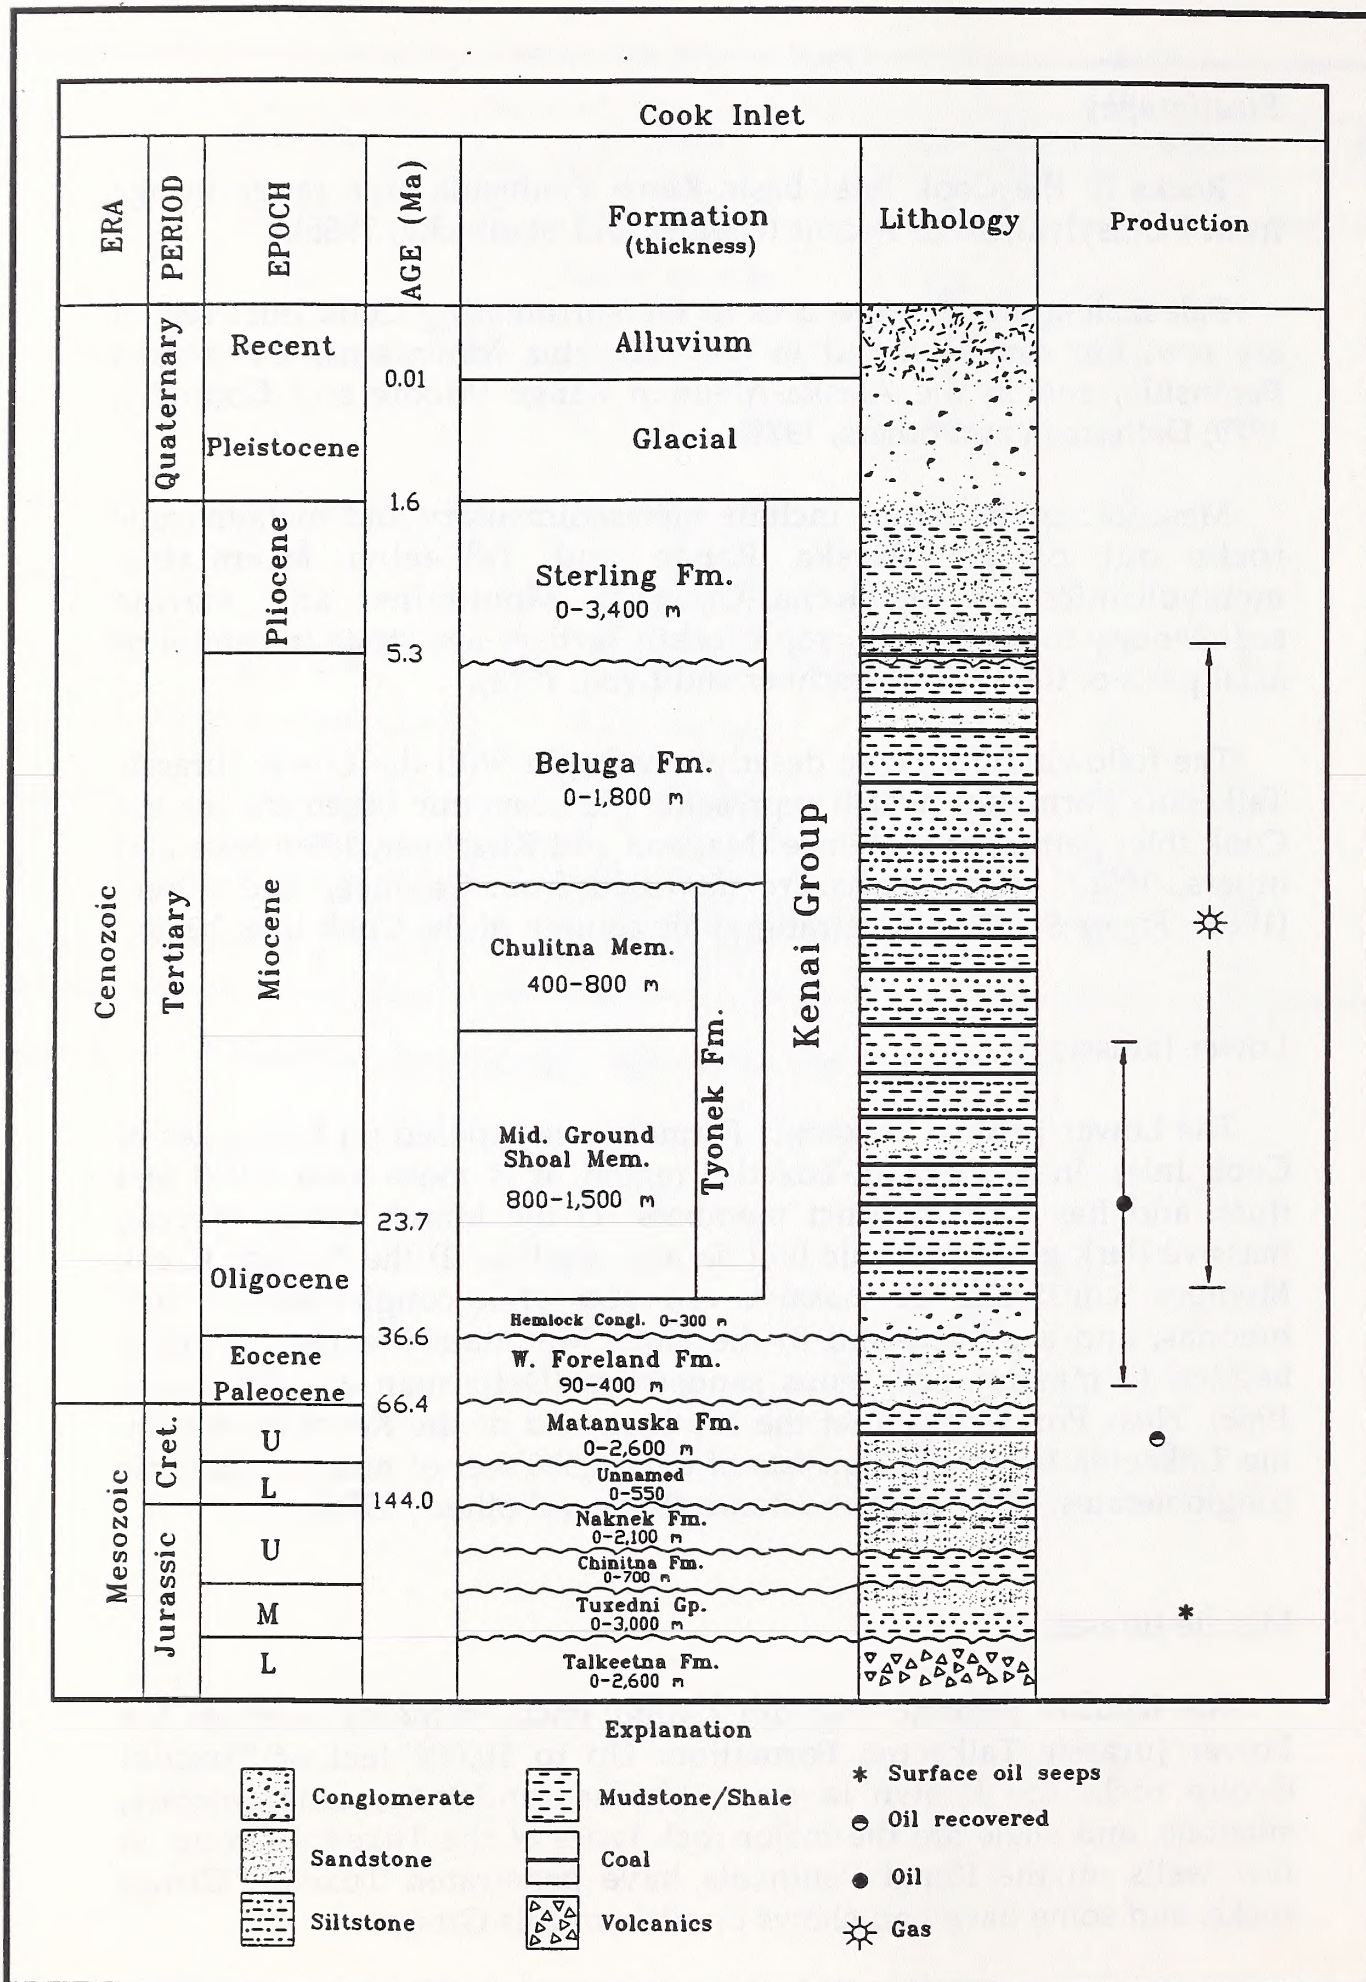 Cook Inlet
ERA
PERIOD
EPOCH
AGE (Ma)
Formation
(thickness)
Lithology
Production
Cenozoic
Quaternary
Recent
0.01
Alluvium
Pleistocene
1.6
Glacial
Tertiary
Pliocene
5.3
Sterling Fm.
0-3,400 m
Miocene
23.7
Beluga Fm.
0-1,800 m
Chulitna Mem.
400-800 m
Mid. Ground
Shoal Mem.
800-1,500 m
Tyonek Fm.
Kenai Group
Oligocene
36.6
Hemlock Congl. 0-300 m
Eocene
Paleocene
66.4
W. Foreland Fm.
90-400 m
Mesozoic
Cret.
U
Matanuska Fm.
0-2,600 m
L
144.0
Unnamed
0-550
Jurassic
U
Naknek Fm.
0-2,100 m
Chinitna Fm.
0-700 m
M
Tuxedni Gp.
0-3,000 m
L
Talkeetna Fm.
0-2,600 m
Explanation
Conglomerate
Sandstone
Siltstone
Mudstone/Shale
Coal
Volcanics
Surface oil seeps
Oil recovered
Oil
Gas